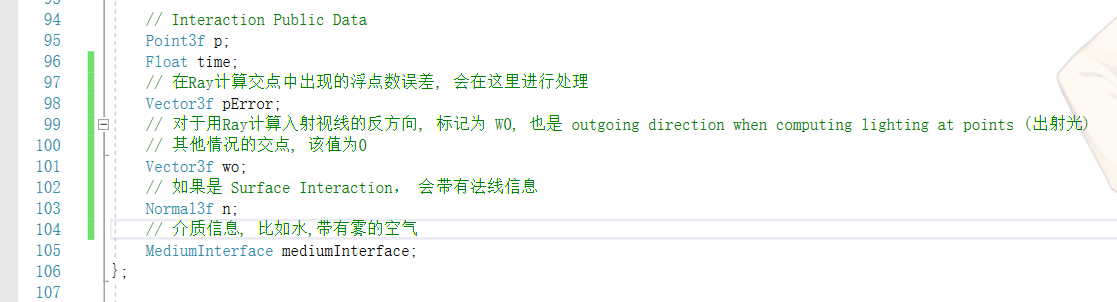 94 // Interaction Public Data
95 Point3f p;
96 Float time;
97 // 在Ray计算交点中出现的浮点数误差, 会在这里进行处理
98 Vector3f pError;
99 // 对于用Ray计算入射视线的反方向, 标记为 WO, 也是 outgoing direction when computing lighting at points (出射光)
100 // 其他情况的交点, 该值为0
101 Vector3f wo;
102 // 如果是 Surface Interaction, 会带有法线信息
103 Normal3f n;
104 // 介质信息, 比如水,带有雾的空气
105 MediumInterface mediumInterface;
106 };
107